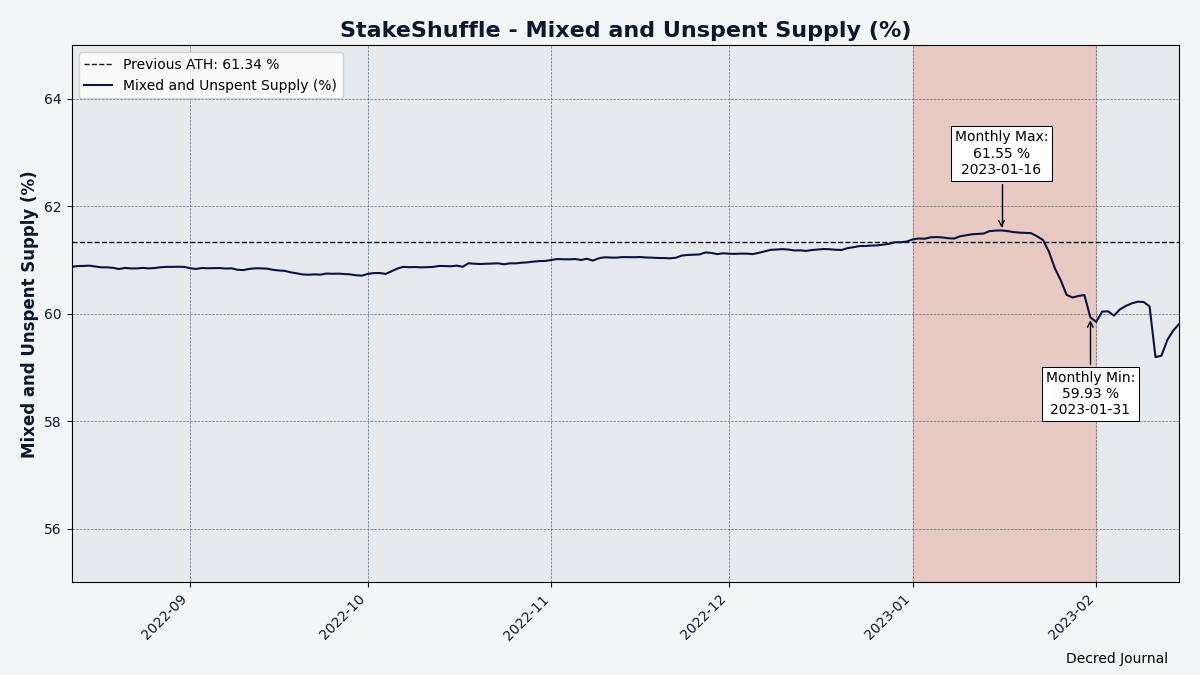 StakeShuffle - Mixed and Unspent Supply (%)
Previous ATH: 61.34 %
Mixed and Unspent Supply (%)
Mixed and Unspent Supply (%)
64
62
60
58
56
Monthly Max:
61.55 %
2023-01-16
Monthly Min:
59.93 %
2023-01-31
2022-09
2022-10
2022-11
2022-12
2023-01
2023-02
Decred Journal